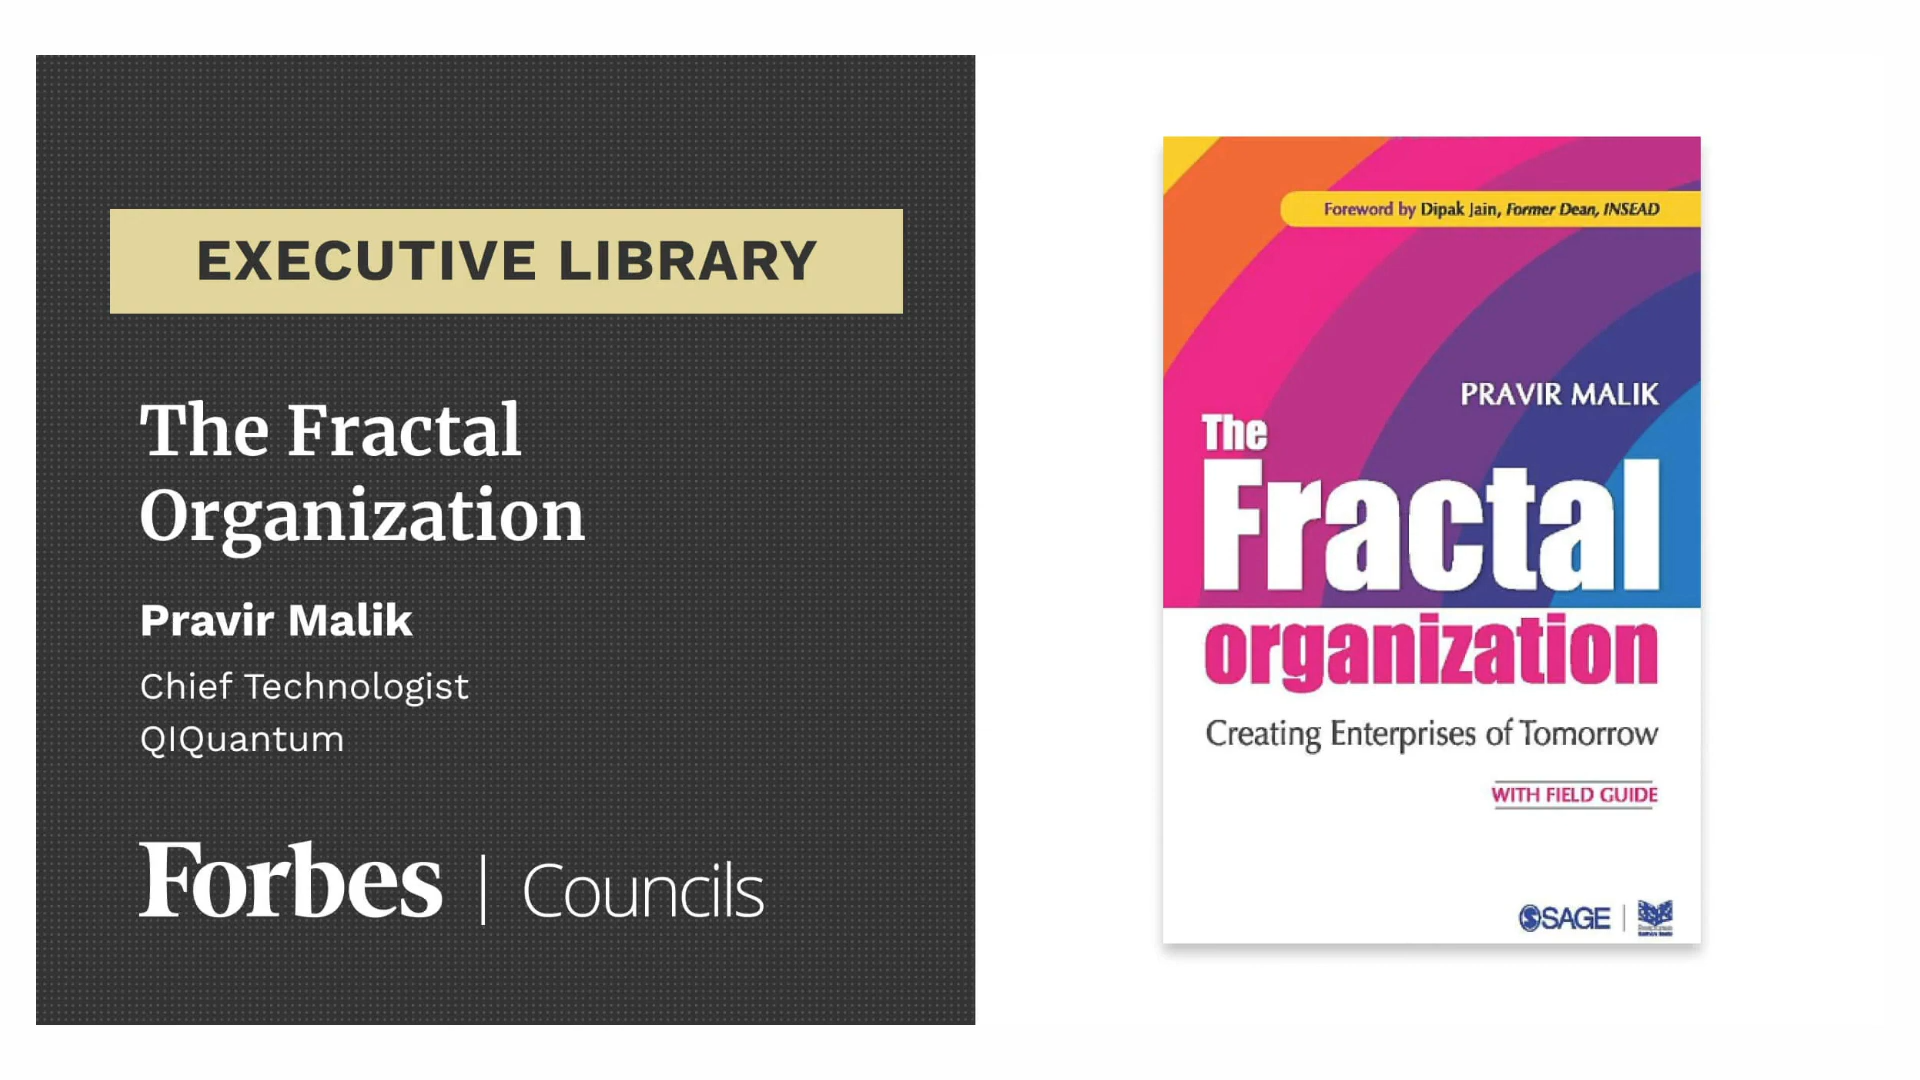 EXECUTIVE LIBRARY
The Fractal
Organization
Pravir Malik
Chief Technologist
QIQuantum
Forbes | Councils
Foreword by Dipak Jain, Former Dean, INSEAD
PRAVIR MALIK
The
Fractal
organization
Creating Enterprises of Tomorrow
WITH FIELD GUIDE
SAGE